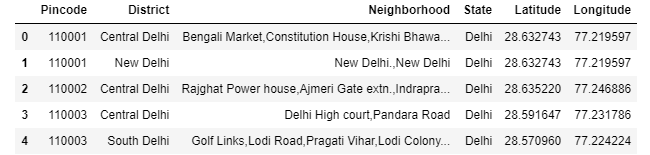 Pincode District Neighborhood State Latitude Longitude
0 110001 Central Delhi Bengali Market,Constitution House,Krishi Bhawa... Delhi 28.632743 77.219597
1 110001 New Delhi New Delhi.,New Delhi Delhi 28.632743 77.219597
2 110002 Central Delhi Rajghat Power house,Ajmeri Gate extn.,Indrapra... Delhi 28.635220 77.246886
3 110003 Central Delhi Delhi High court,Pandara Road Delhi 28.591647 77.231786
4 110003 South Delhi Golf Links,Lodi Road,Pragati Vihar,Lodi Colony... Delhi 28.570960 77.224224